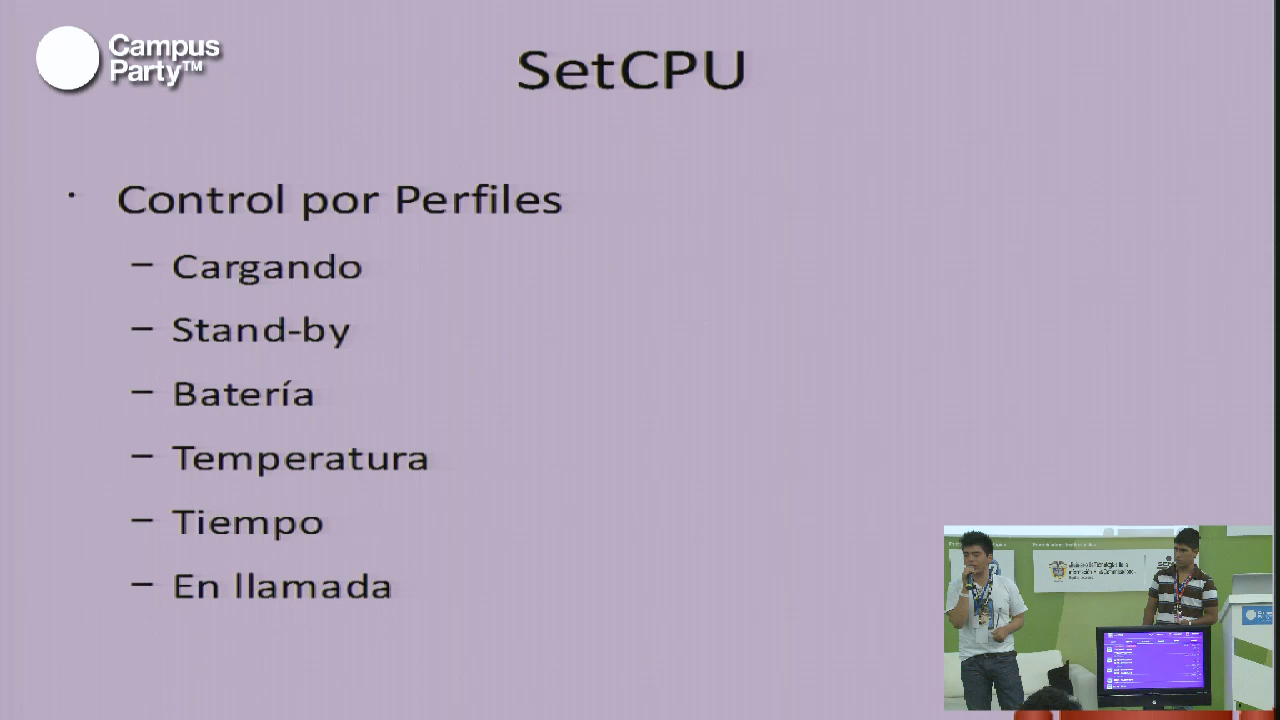 Campus
Party™
SetCPU
· Control por Perfiles
– Cargando
– Stand-by
– Batería
– Temperatura
– Tiempo
– En llamada